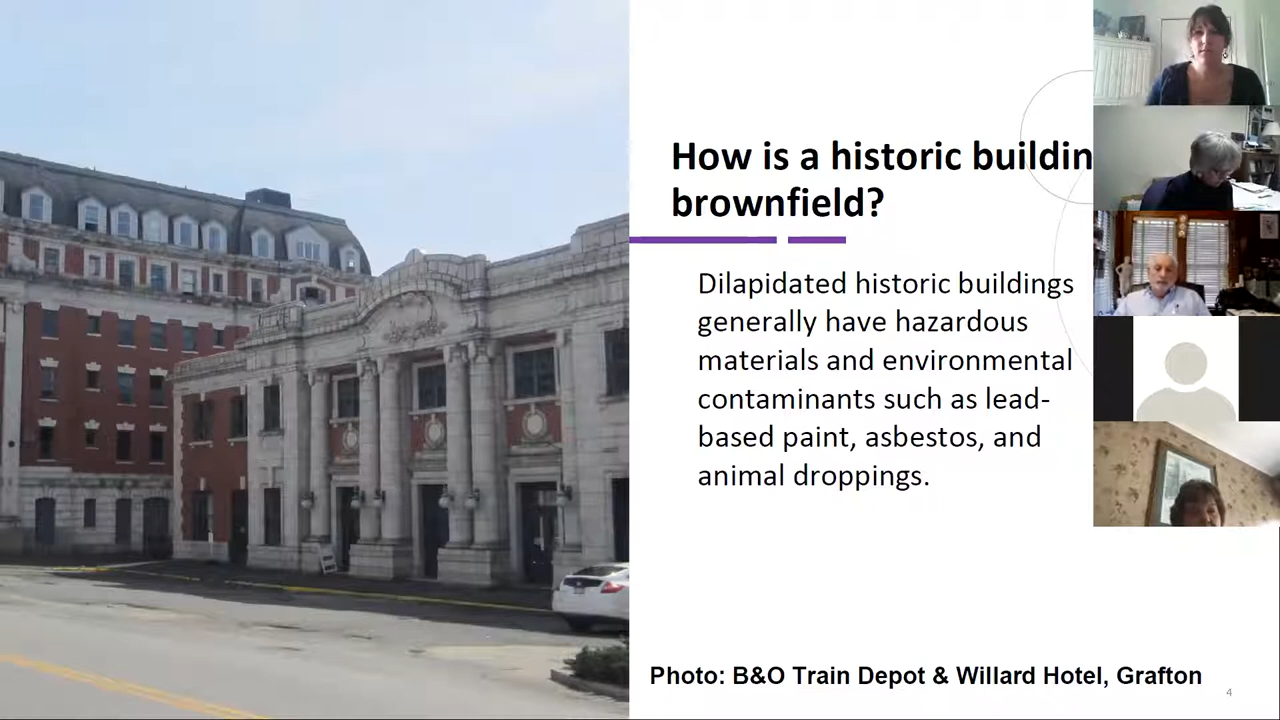 How is a historic buildin
brownfield?
Dilapidated historic buildings
generally have hazardous
materials and environmental
contaminants such as lead-
based paint, asbestos, and
animal droppings.
Photo: B&O Train Depot & Willard Hotel, Grafton
4